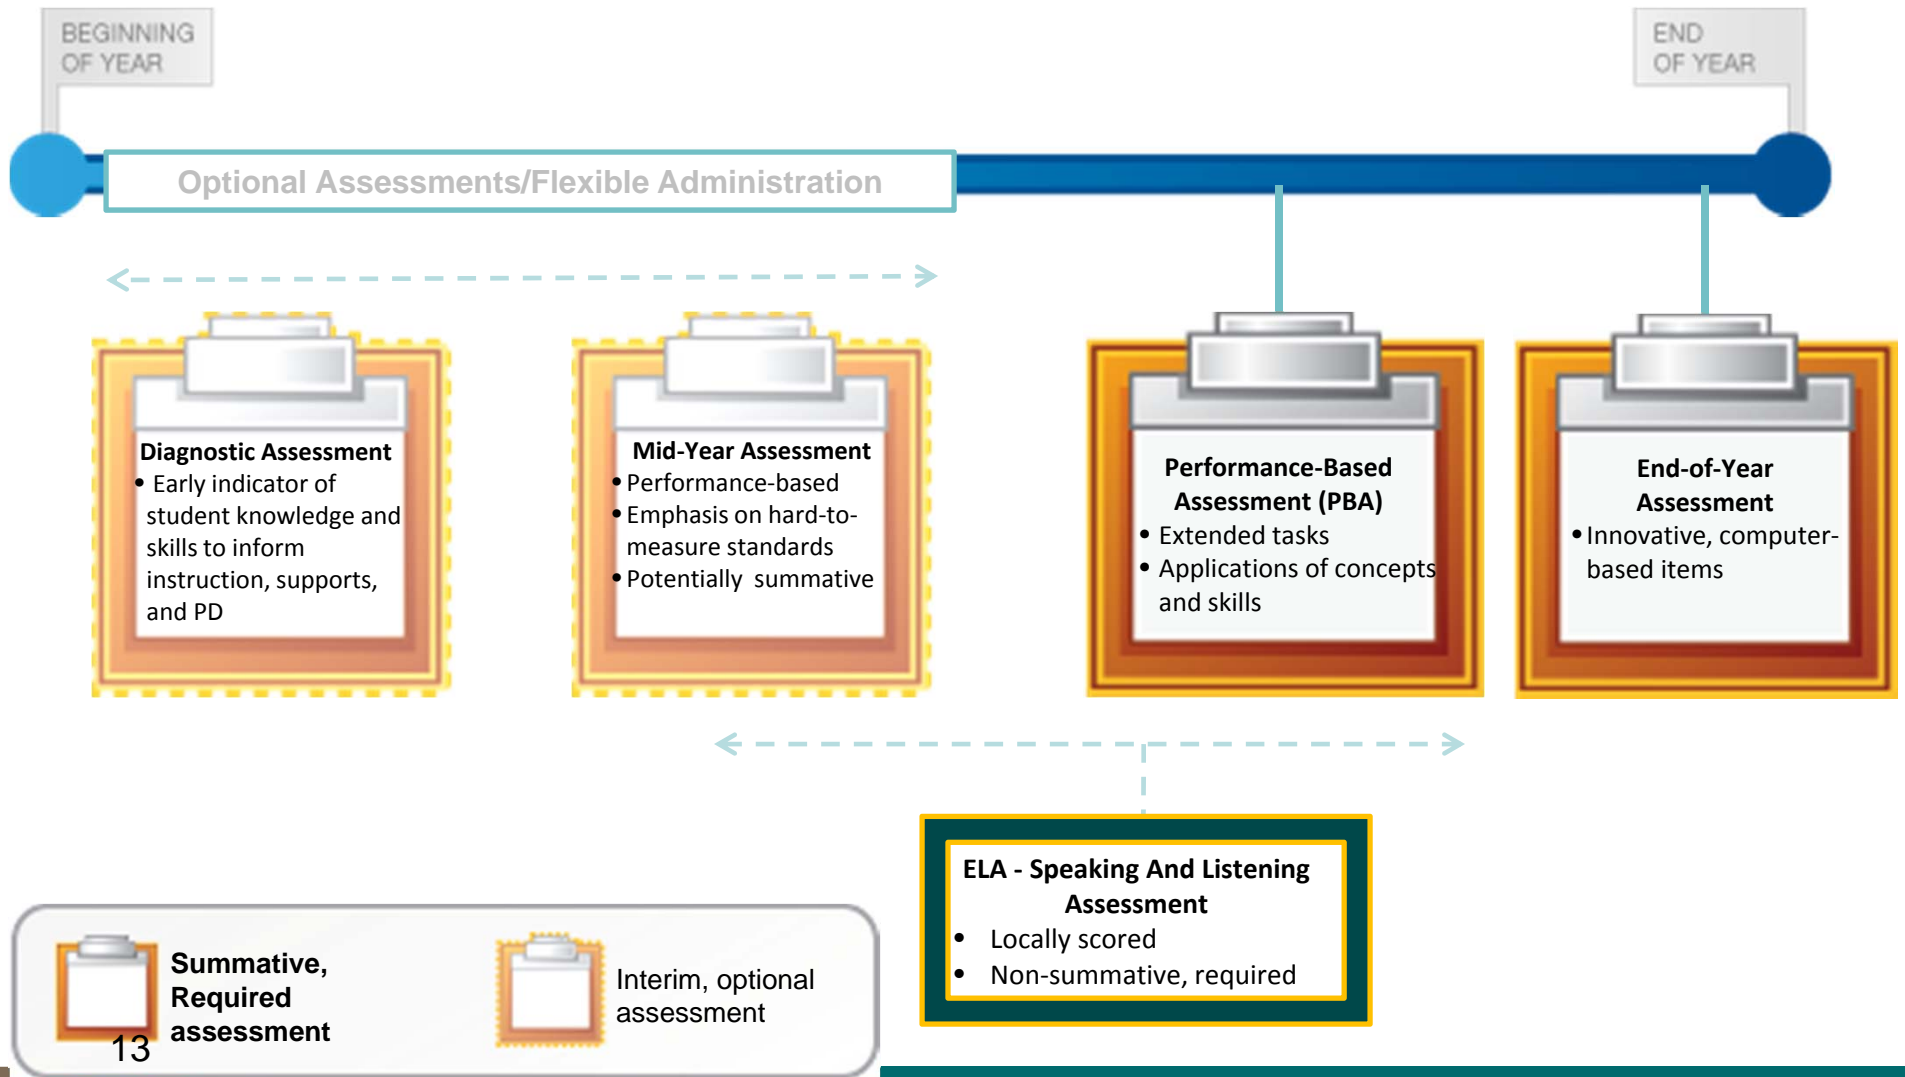 BEGINNING
OF YEAR
END
OF YEAR
Optional Assessments/Flexible Administration
Diagnostic Assessment
• Early indicator of
student knowledge and
skills to inform
instruction, supports,
and PD
Mid-Year Assessment
• Performance-based
• Emphasis on hard-to-
measure standards
• Potentially summative
Performance-Based
Assessment (PBA)
• Extended tasks
• Applications of concepts
and skills
End-of-Year
Assessment
• Innovative, computer-
based items
ELA - Speaking And Listening
Assessment
• Locally scored
• Non-summative, required
Summative,
Required
assessment
Interim, optional
assessment
13